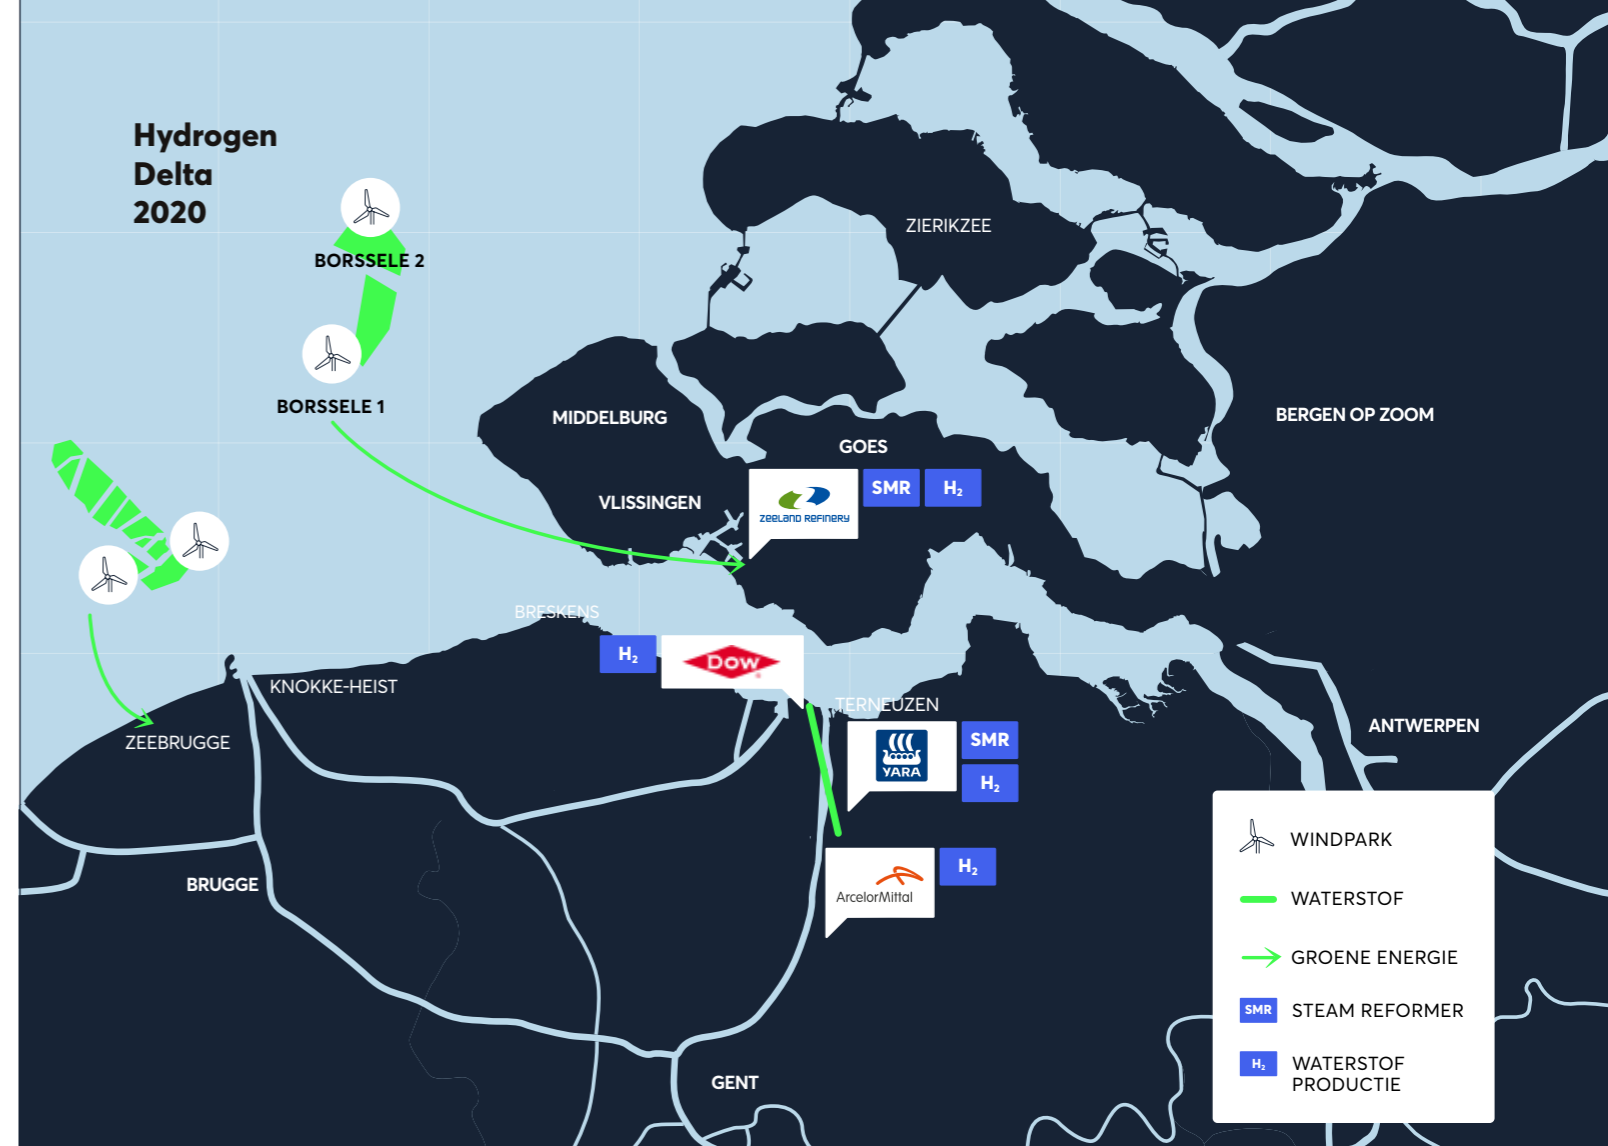 Hydrogen
Delta
2020
BORSSELE 2
BORSSELE 1
ZIERIKZEE
MIDDELBURG
GOES
BERGEN OP ZOOM
VLISSINGEN
ZEELAND REFINERY
SMR
H₂
BRESKENS
H₂
DOW
KNOKKE-HEIST
ZEEBRUGGE
TERNEUZEN
YARA
SMR
H₂
ANTWERPEN
ArcelorMittal
H₂
BRUGGE
GENT
WINDPARK
WATERSTOF
GROENE ENERGIE
SMR STEAM REFORMER
H₂ WATERSTOF
PRODUCTIE